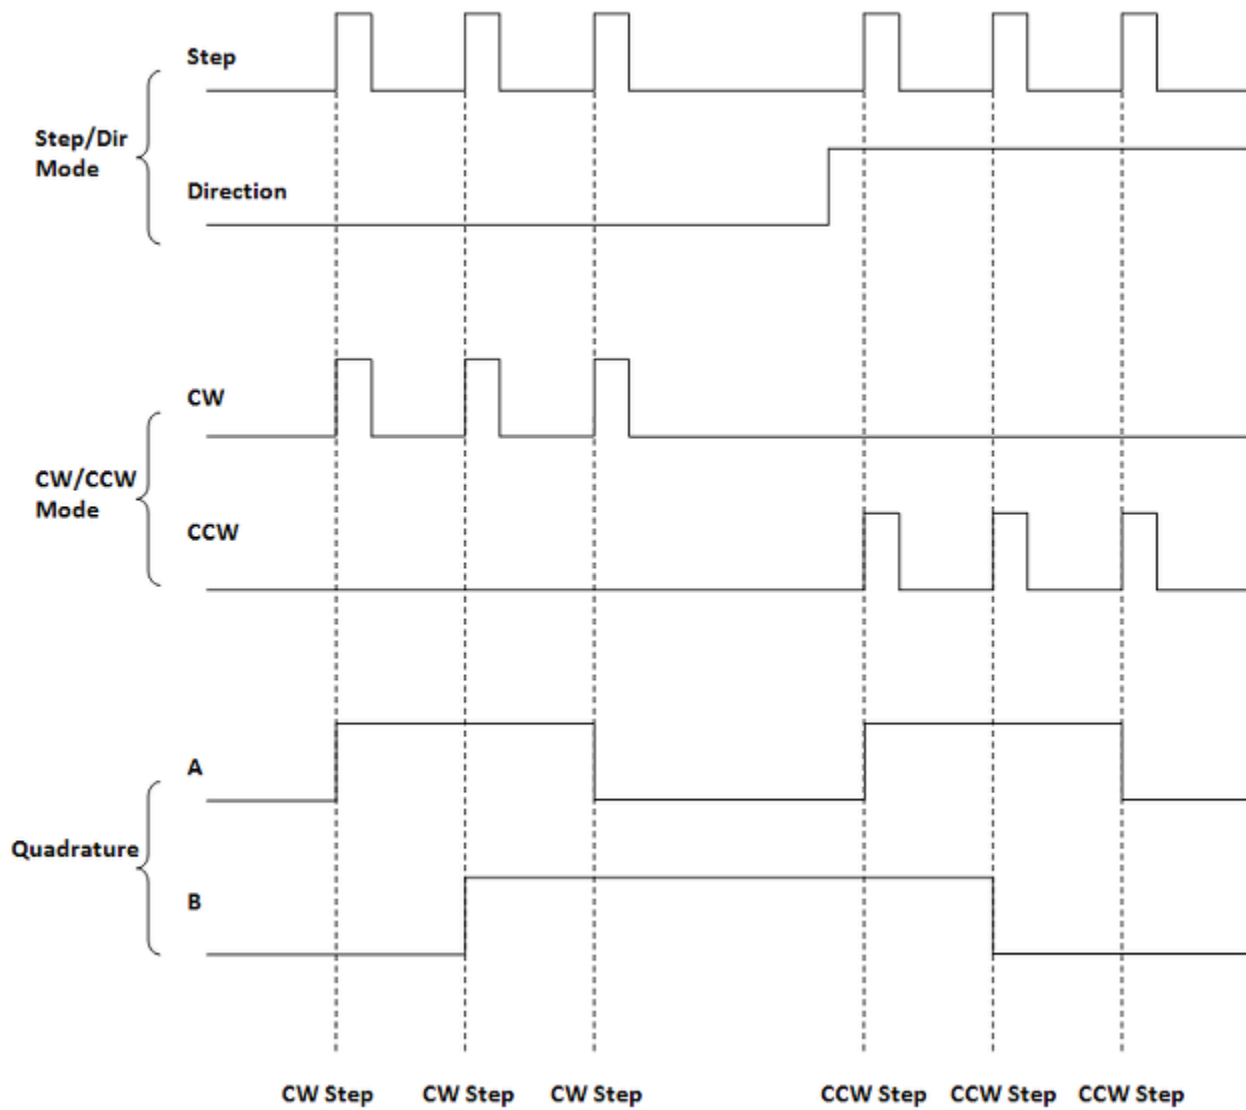 Step
Step/Dir
Mode
Direction
CW
CW/CCW
Mode
CCW
A
Quadrature
B
CW Step CW Step CW Step CCW Step CCW Step CCW Step